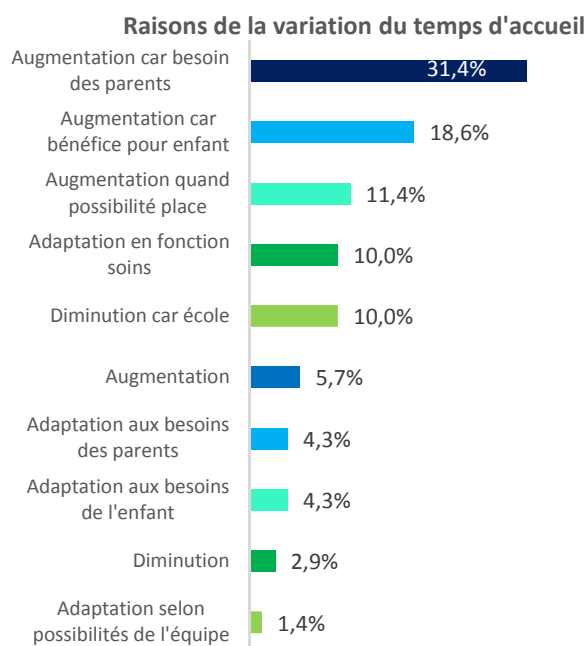 Raisons de la variation du temps d'accueil
Augmentation car besoin
des parents
31,4%
Augmentation car
bénéfice pour enfant
18,6%
Augmentation quand
possibilité place
11,4%
Adaptation en fonction
soins
10,0%
Diminution car école
10,0%
Augmentation
5,7%
Adaptation aux besoins
des parents
4,3%
Adaptation aux besoins
de l'enfant
4,3%
Diminution
2,9%
Adaptation selon
possibilités de l'équipe
1,4%